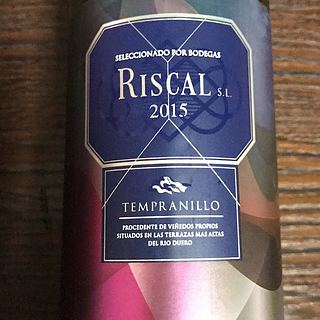 SELECCIONADO POR BODEGAS
RISCAL S.L.
2015
TEMPRANILLO
PROCEDENTE DE VIÑEDOS PROPIOS
SITUADOS EN LAS TERRAZAS MAS ALTAS
DEL RIO DUERO